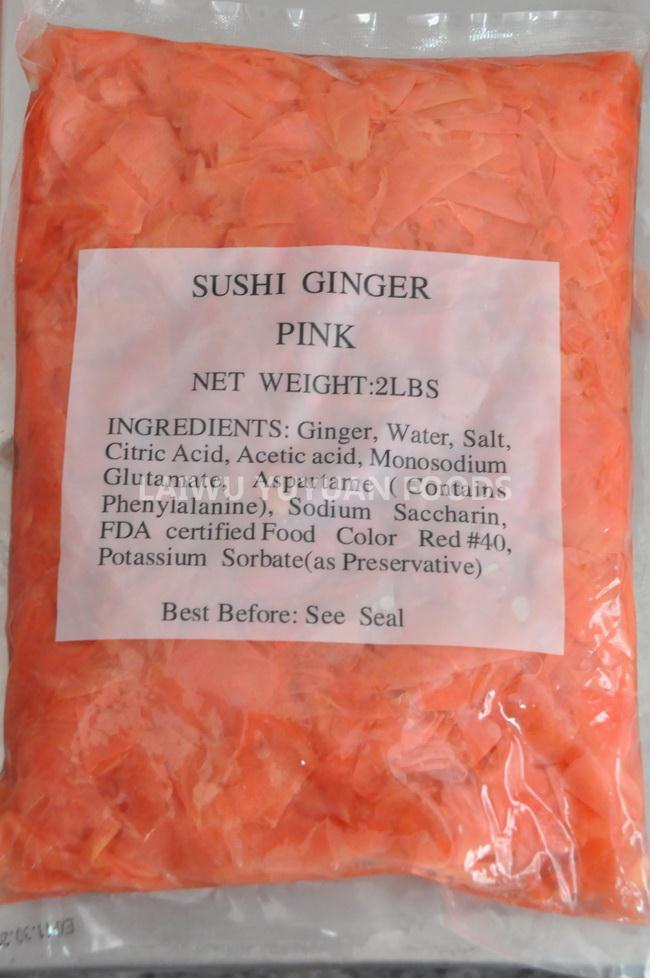 SUSHI GINGER
PINK
NET WEIGHT:2LBS
INGREDIENTS: Ginger, Water, Salt,
Citric Acid, Acetic acid, Monosodium
Glutamate, Aspartame ( Contains
LAIWU YUYUAN FOODS
Phenylalanine), Sodium Saccharin,
FDA certified Food Color Red #40,
Potassium Sorbate(as Preservative)
Best Before: See Seal